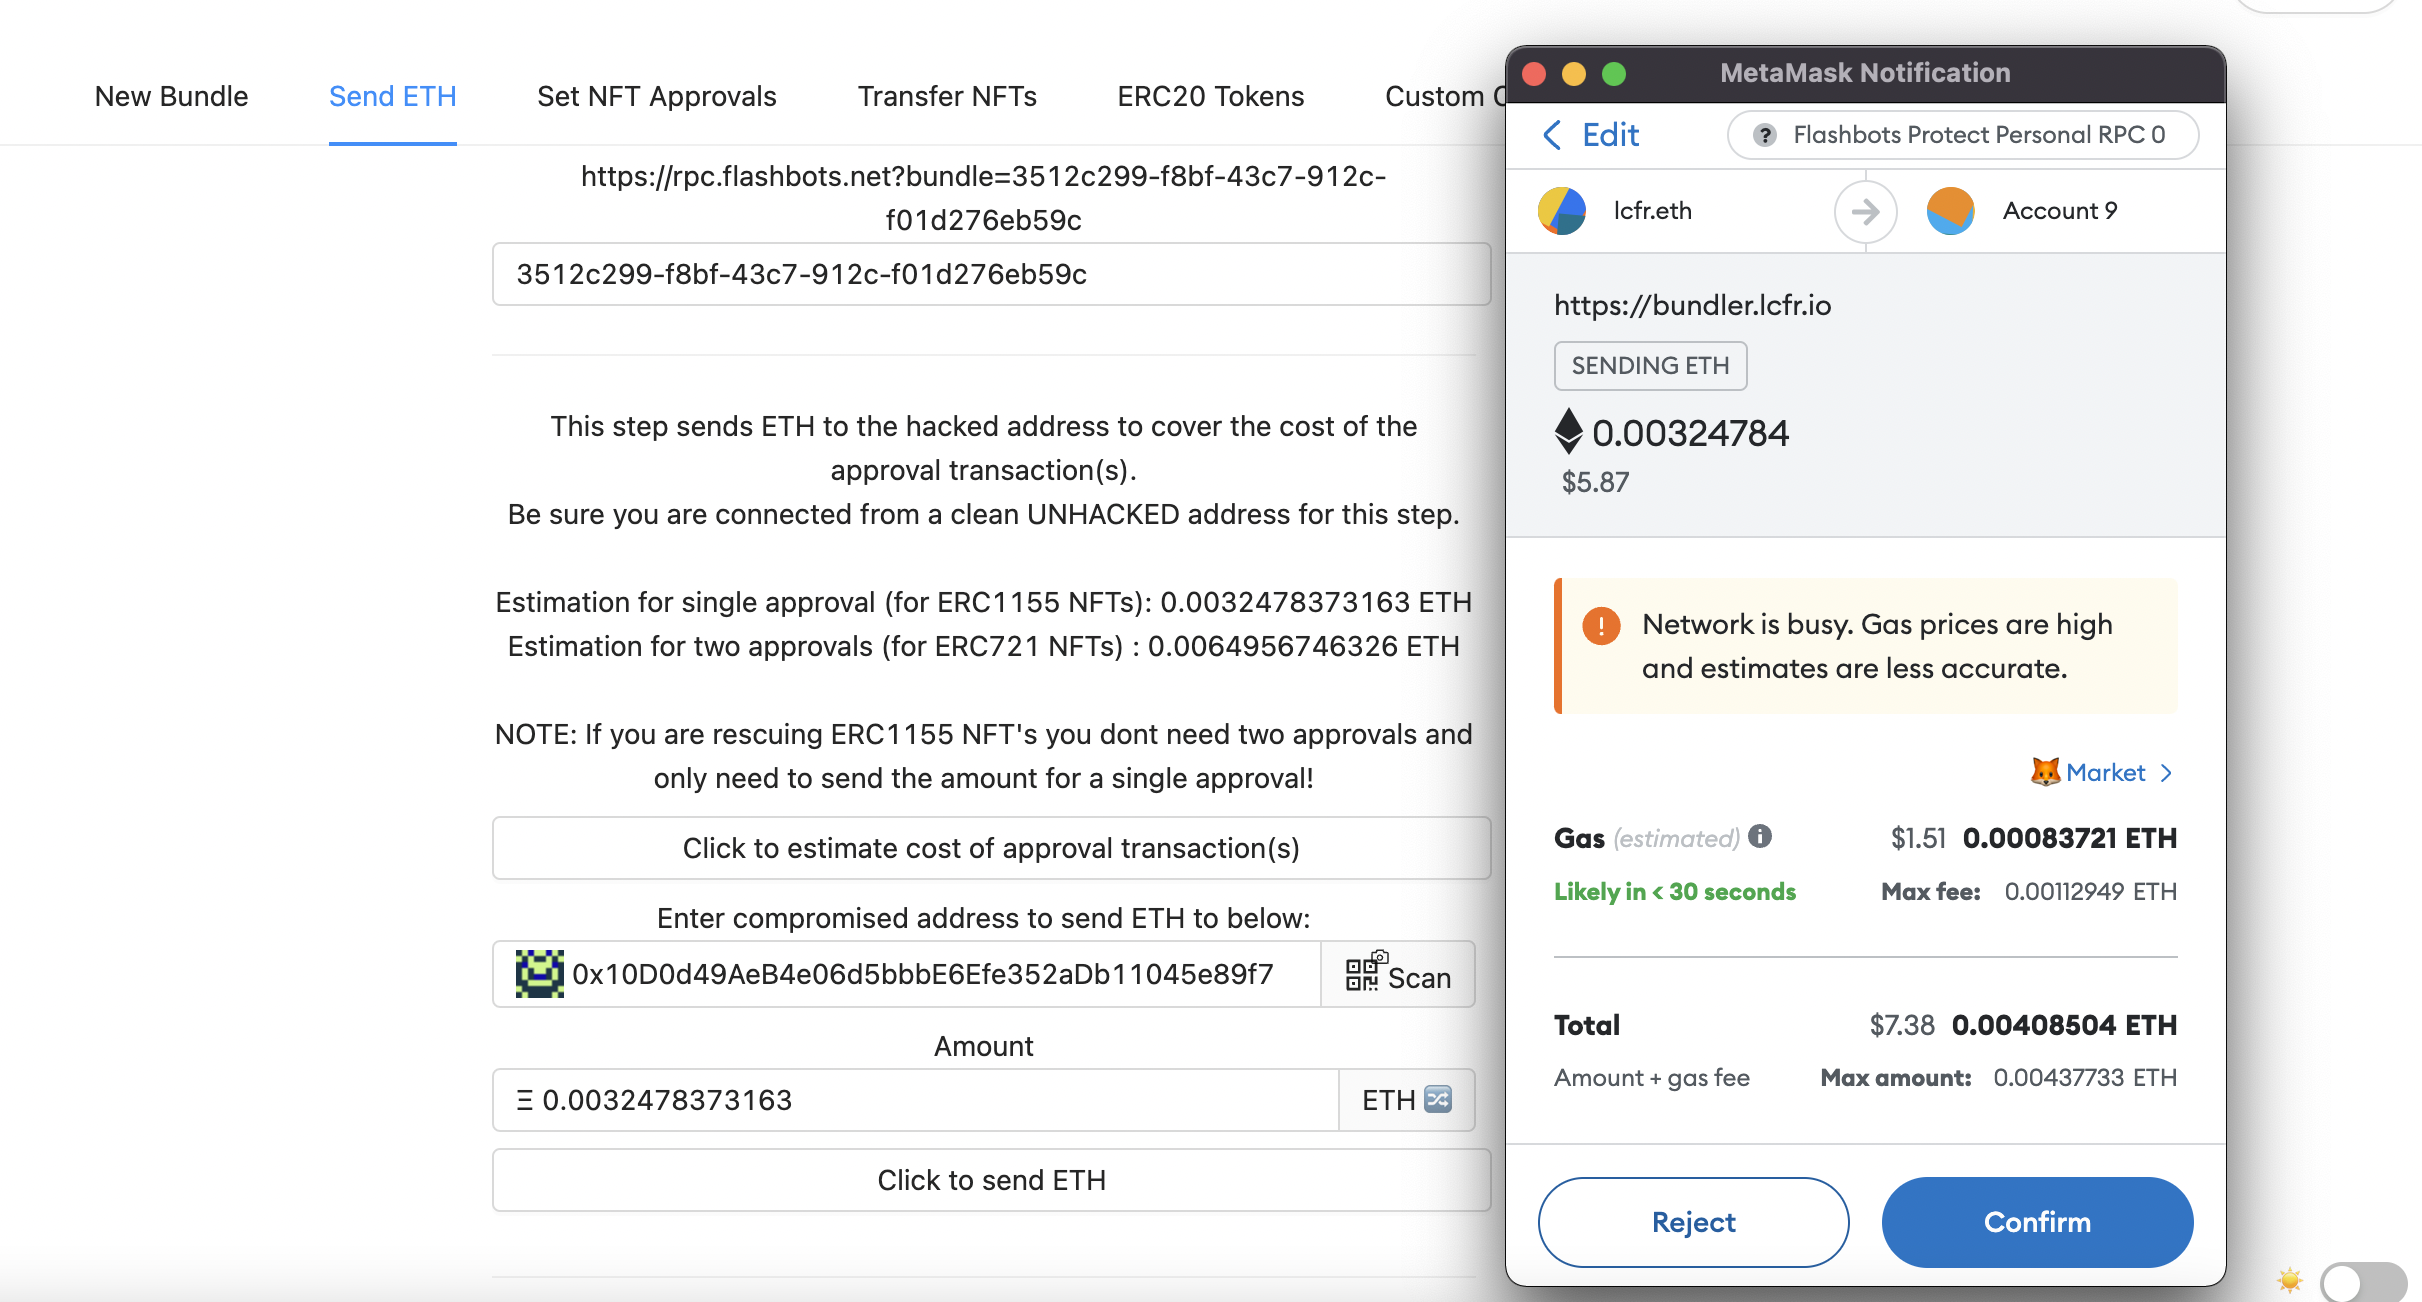 New Bundle
Send ETH
Set NFT Approvals
Transfer NFTs
ERC20 Tokens
Custom
https://rpc.flashbots.net?bundle=3512c299-f8bf-43c7-912c-
f01d276eb59c
3512c299-f8bf-43c7-912c-f01d276eb59c
This step sends ETH to the hacked address to cover the cost of the
approval transaction(s).
Be sure you are connected from a clean UNHACKED address for this step.
Estimation for single approval (for ERC1155 NFTs): 0.0032478373163 ETH
Estimation for two approvals (for ERC721 NFTs) : 0.0064956746326 ETH
NOTE: If you are rescuing ERC1155 NFT's you dont need two approvals and
only need to send the amount for a single approval!
Click to estimate cost of approval transaction(s)
Enter compromised address to send ETH to below:
0x10D0d49AeB4e06d5bbbE6Efe352aDb11045e89f7
Scan
Amount
Ξ 0.0032478373163
ETH
Click to send ETH
MetaMask Notification
Edit
? Flashbots Protect Personal RPC 0
lcfr.eth
Account 9
https://bundler.lcfr.io
SENDING ETH
0.00324784
$5.87
Network is busy. Gas prices are high
and estimates are less accurate.
Market
Gas (estimated) $1.51 0.00083721 ETH
Likely in < 30 seconds Max fee: 0.00112949 ETH
Total $7.38 0.00408504 ETH
Amount + gas fee Max amount: 0.00437733 ETH
Reject
Confirm